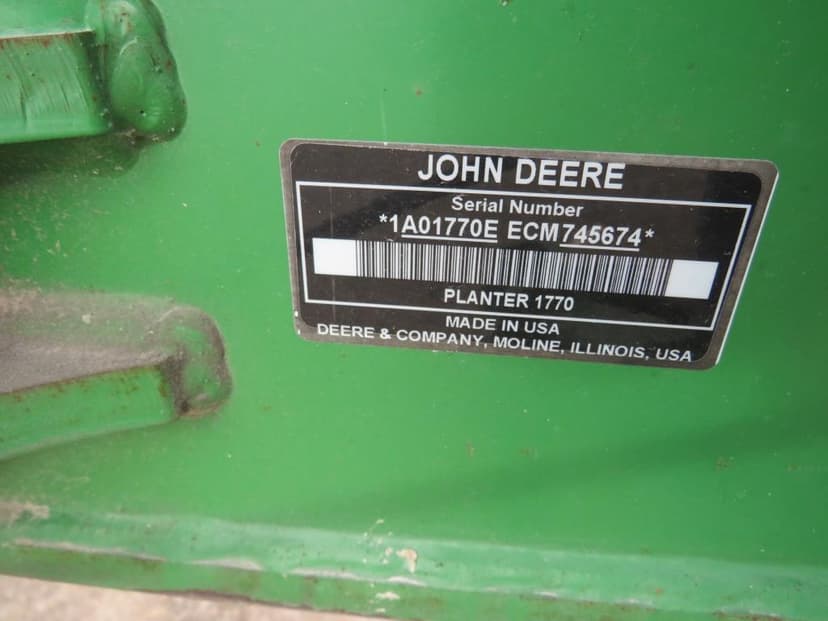 JOHN DEERE
Serial Number
*1A01770E ECM745674*
PLANTER 1770
MADE IN USA
DEERE & COMPANY, MOLINE, ILLINOIS, USA